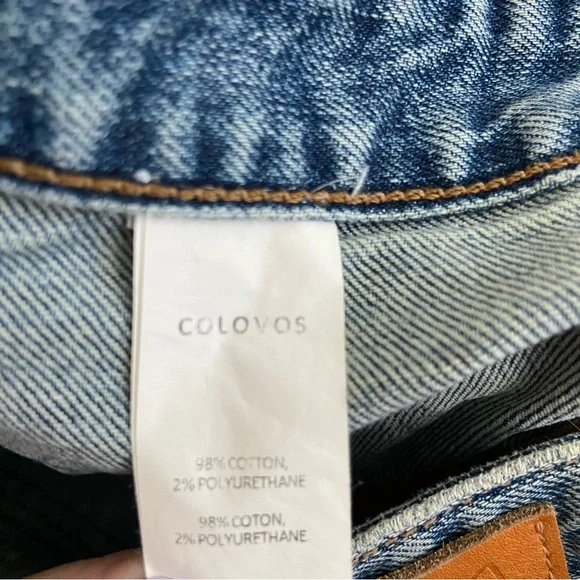 COLOVOS
98% COTTON,
2% POLYURETHANE
98% COTON,
2% POLYURETHANE